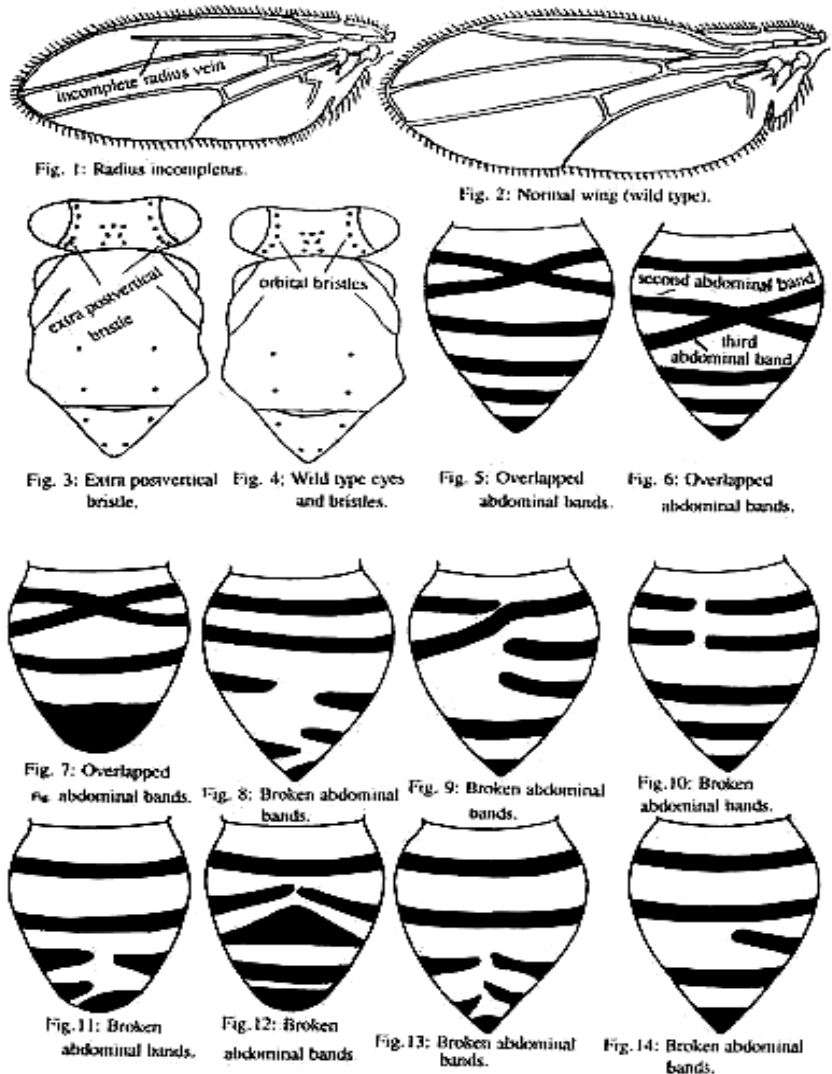 incomplete radius vein
Fig. 1: Radius incompletus.
Fig. 2: Normal wing (wild type).
extra postvertical
bristle
orbital bristles
second abdominal band
third
abdominal band
Fig. 3: Extra postvertical
bristle.
Fig. 4: Wild type eyes
and bristles.
Fig. 5: Overlapped
abdominal bands.
Fig. 6: Overlapped
abdominal bands.
Fig. 7: Overlapped
Fig. abdominal bands.
Fig. 8: Broken abdominal
bands.
Fig. 9: Broken abdominal
bands.
Fig.10: Broken
abdominal bands.
Fig.11: Broken
abdominal bands.
Fig.12: Broken
abdominal bands
Fig.13: Broken abdominal
bands.
Fig.14: Broken abdominal
bands.